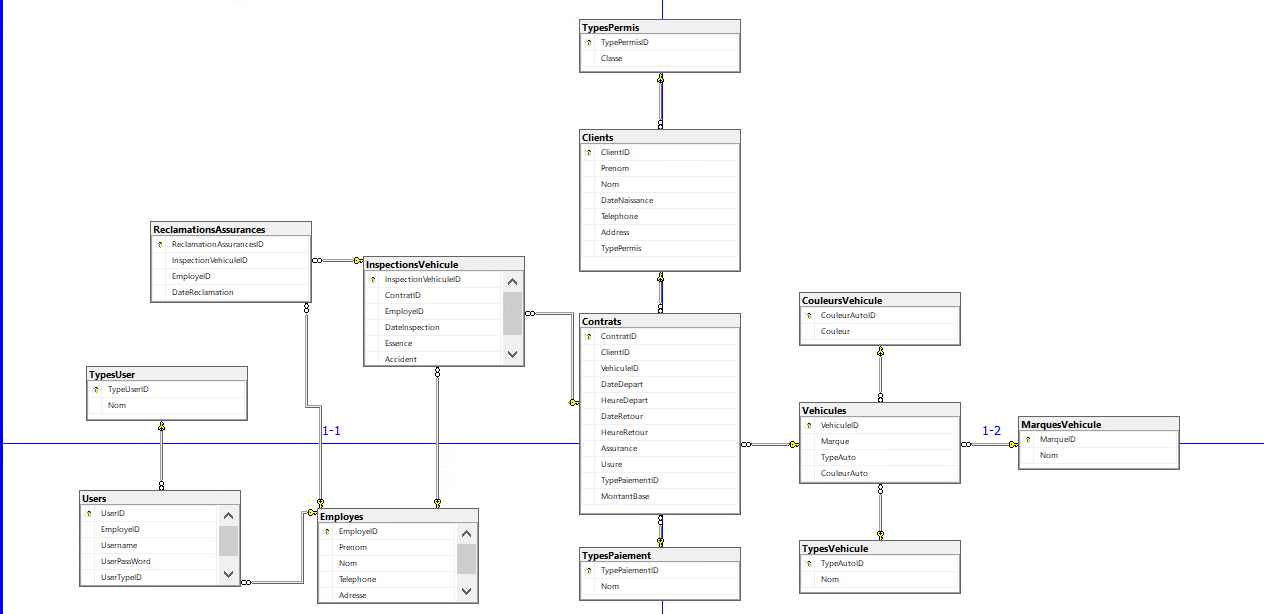 TypesPermis
TypePermisID
Classe
Clients
ClientID
Prenom
Nom
DateNaissance
Telephone
Address
TypePermis
ReclamationsAssurances
ReclamationAssurancesID
InspectionVehiculeID
EmployeID
DateReclamation
InspectionsVehicule
InspectionVehiculeID
ContratID
EmployeID
DateInspection
Essence
Accident
Contrats
ContratID
ClientID
VehiculeID
DateDepart
HeureDepart
DateRetour
HeureRetour
Assurance
Usure
TypePaiementID
MontantBase
CouleursVehicule
CouleurAutoID
Couleur
TypesUser
TypeUserID
Nom
1-1
Vehicules
VehiculeID
Marque
TypeAuto
CouleurAuto
1-2
MarquesVehicule
MarqueID
Nom
Users
UserID
EmployeID
Username
UserPassWord
UserTypeID
Employes
EmployeID
Prenom
Nom
Telephone
Adresse
TypesPaiement
TypePaiementID
Nom
TypesVehicule
TypeAutoID
Nom